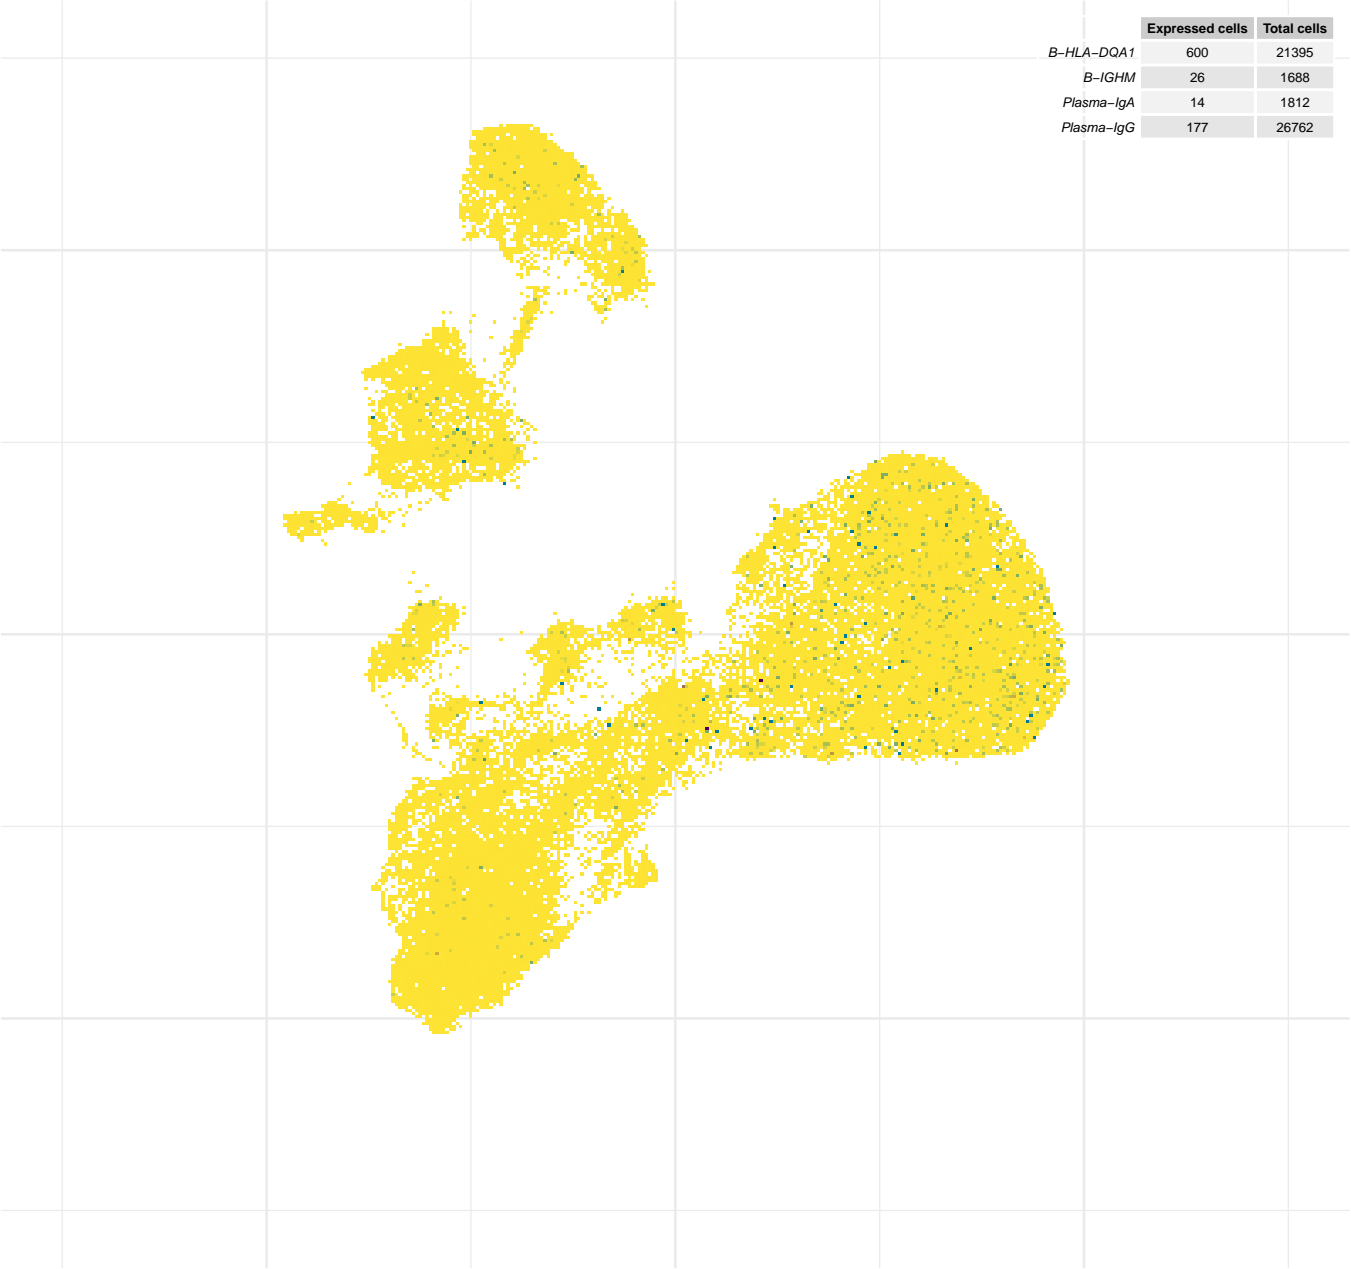 Expressed cells Total cells
B−HLA−DQA1 600 21395
B−IGHM 26 1688
Plasma−IgA 14 1812
Plasma−IgG 177 26762